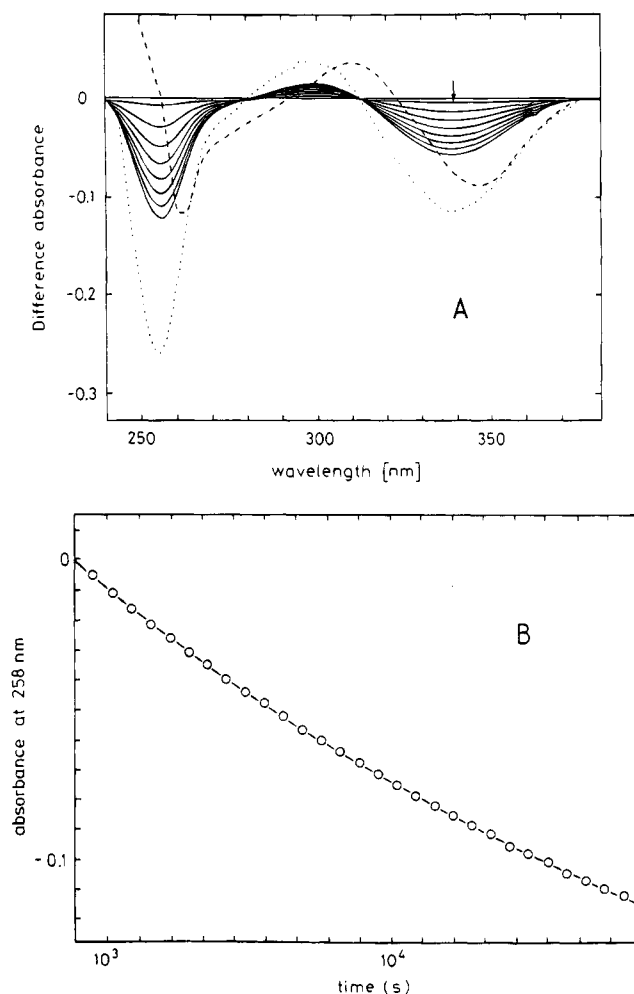 0
-0.1
-0.2
-0.3
Difference absorbance
A
250
300
350
wavelength [nm]
0
-0.1
absorbance at 258 nm
B
10³
10⁴
time (s)